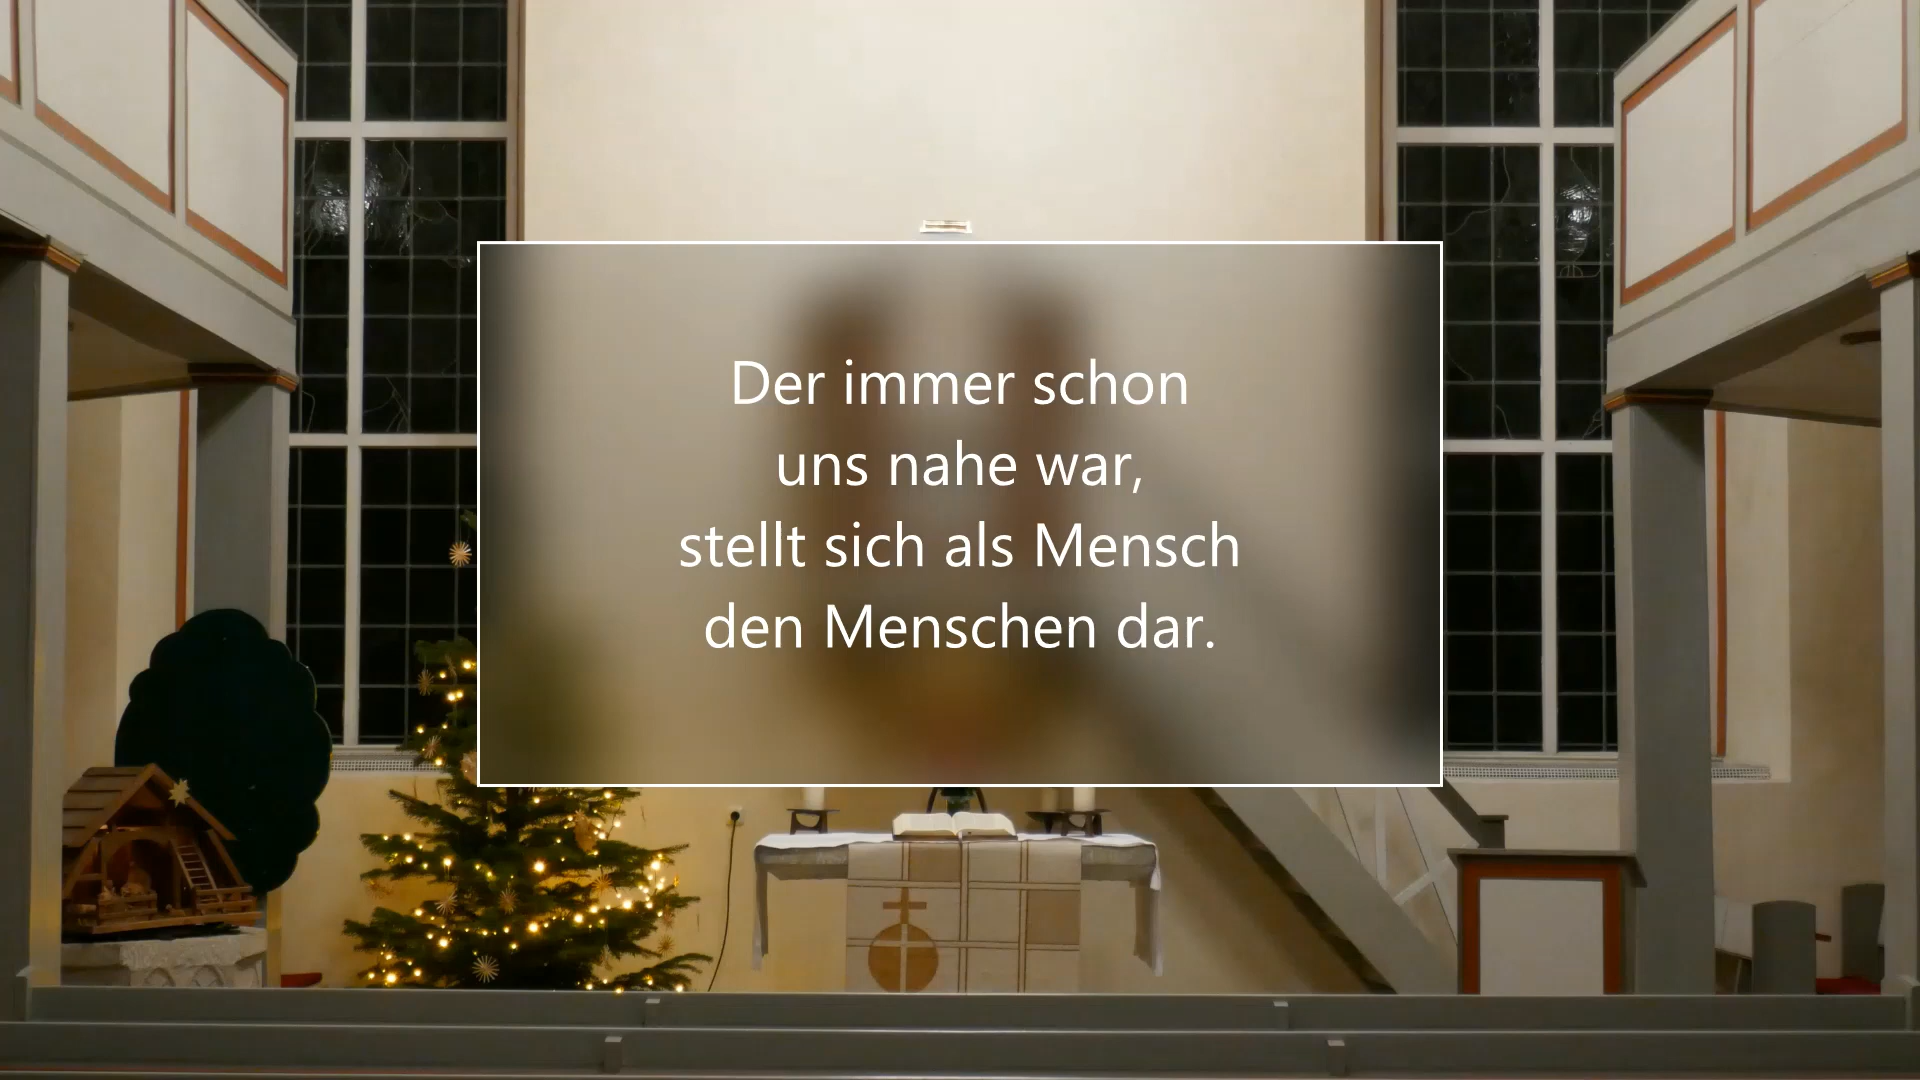 Der immer schon
uns nahe war,
stellt sich als Mensch
den Menschen dar.